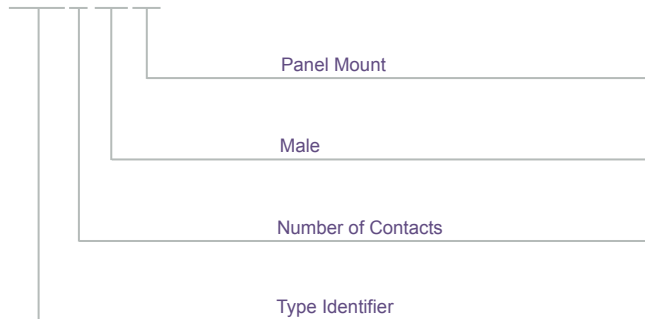 Panel Mount
Male
Number of Contacts
Type Identifier